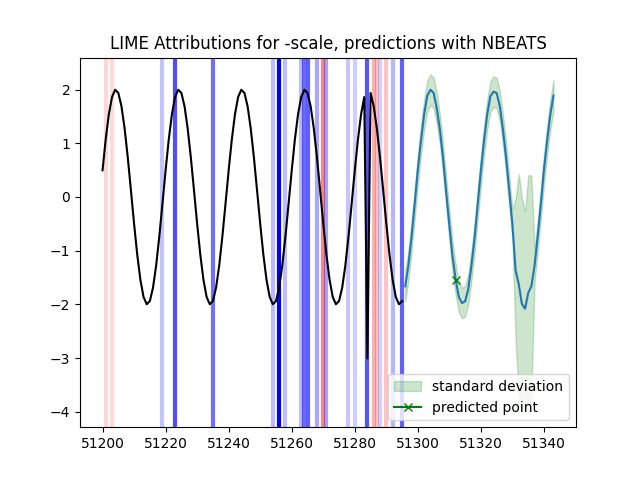 LIME Attributions for -scale, predictions with NBEATS
2
1
0
−1
−2
−3
−4
standard deviation
predicted point
51200 51220 51240 51260 51280 51300 51320 51340